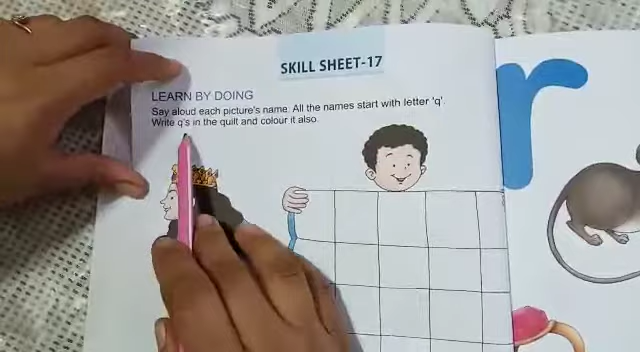 SKILL SHEET-17
LEARN BY DOING
Say aloud each picture's name. All the names start with letter 'q'
Write q's in the quilt and colour it also.
r